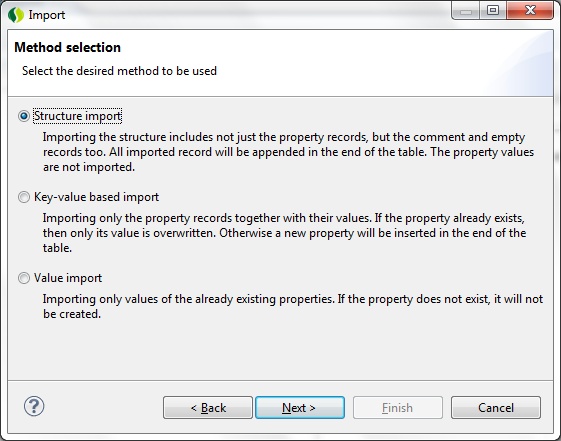 Import
Method selection
Select the desired method to be used
Structure import
Importing the structure includes not just the property records, but the comment and empty
records too. All imported record will be appended in the end of the table. The property values
are not imported.
Key-value based import
Importing only the property records together with their values. If the property already exists,
then only its value is overwritten. Otherwise a new property will be inserted in the end of the
table.
Value import
Importing only values of the already existing properties. If the property does not exist, it will not
be created.
?
< Back
Next >
Finish
Cancel